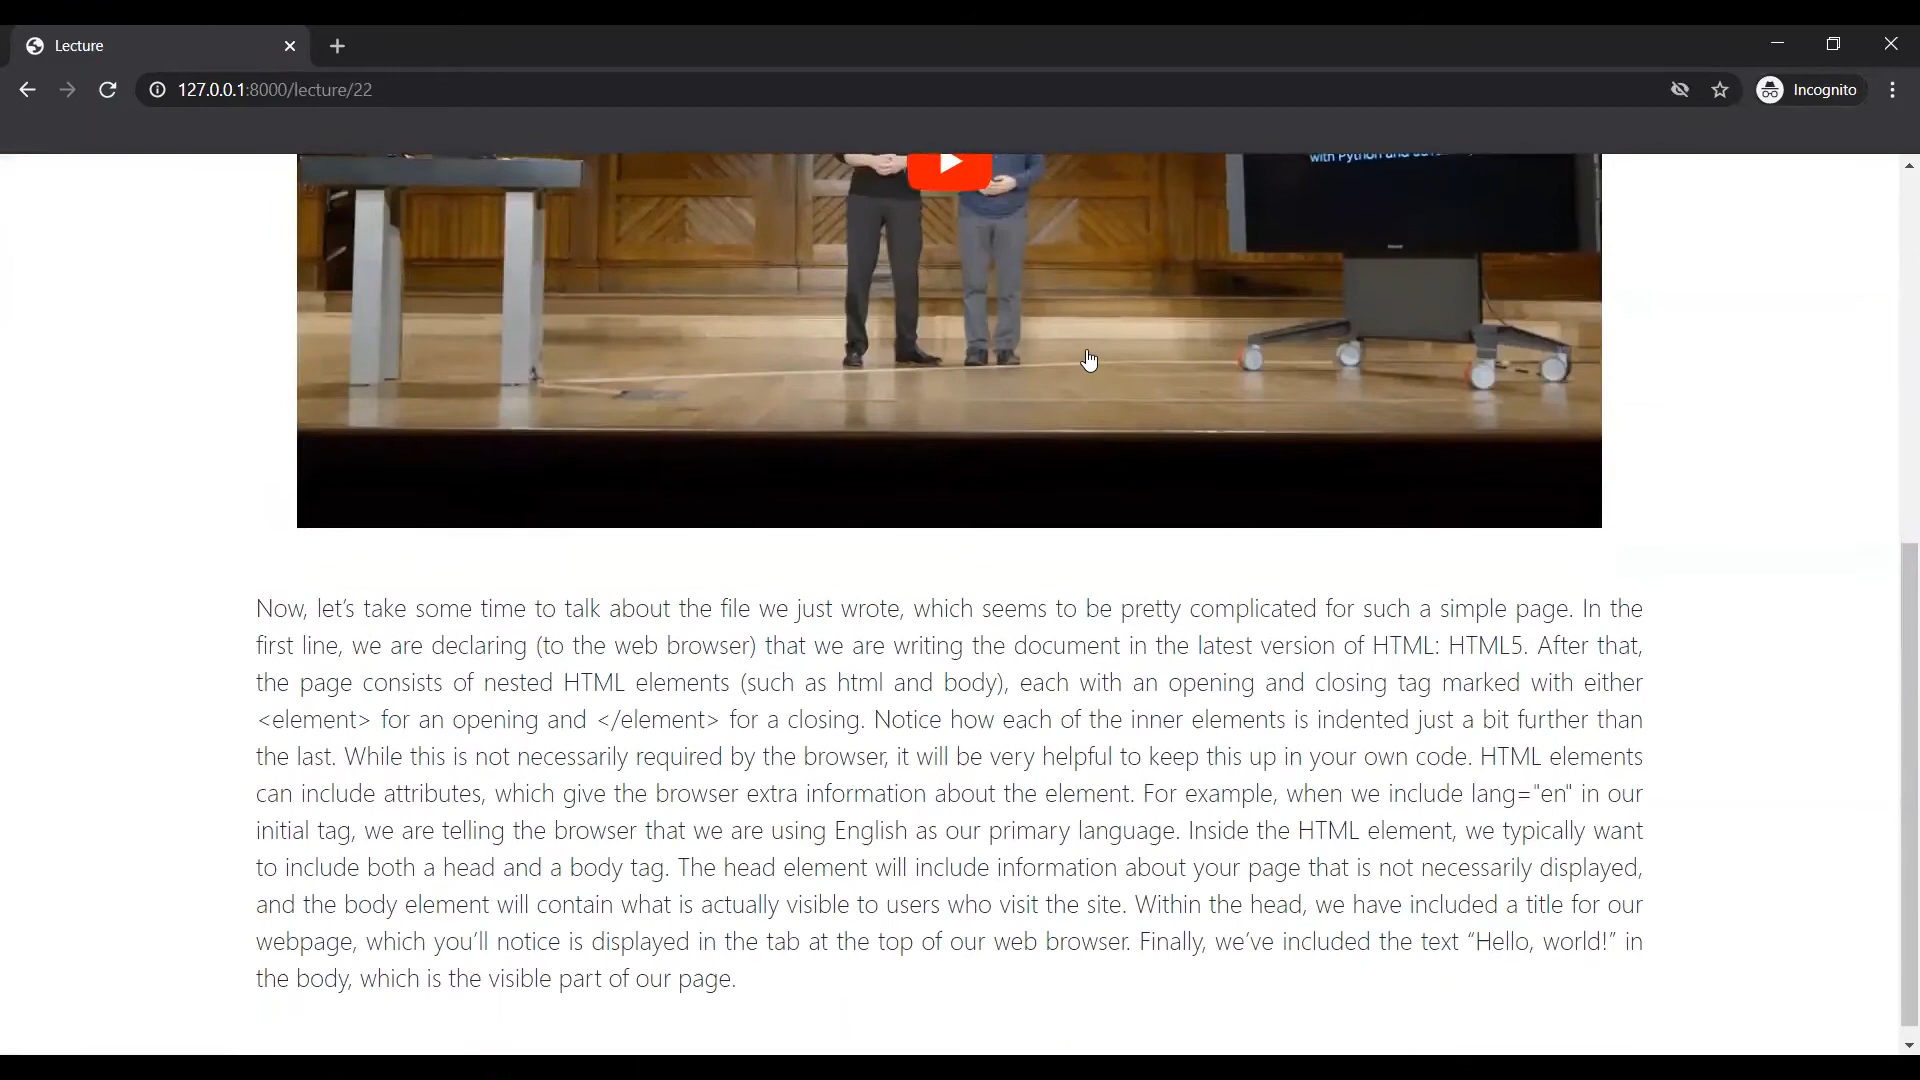 Lecture
127.0.0.1:8000/lecture/22
Incognito
with Python and
Now, let’s take some time to talk about the file we just wrote, which seems to be pretty complicated for such a simple page. In the
first line, we are declaring (to the web browser) that we are writing the document in the latest version of HTML: HTML5. After that,
the page consists of nested HTML elements (such as html and body), each with an opening and closing tag marked with either
<element> for an opening and </element> for a closing. Notice how each of the inner elements is indented just a bit further than
the last. While this is not necessarily required by the browser, it will be very helpful to keep this up in your own code. HTML elements
can include attributes, which give the browser extra information about the element. For example, when we include lang="en" in our
initial tag, we are telling the browser that we are using English as our primary language. Inside the HTML element, we typically want
to include both a head and a body tag. The head element will include information about your page that is not necessarily displayed,
and the body element will contain what is actually visible to users who visit the site. Within the head, we have included a title for our
webpage, which you’ll notice is displayed in the tab at the top of our web browser. Finally, we’ve included the text “Hello, world!” in
the body, which is the visible part of our page.